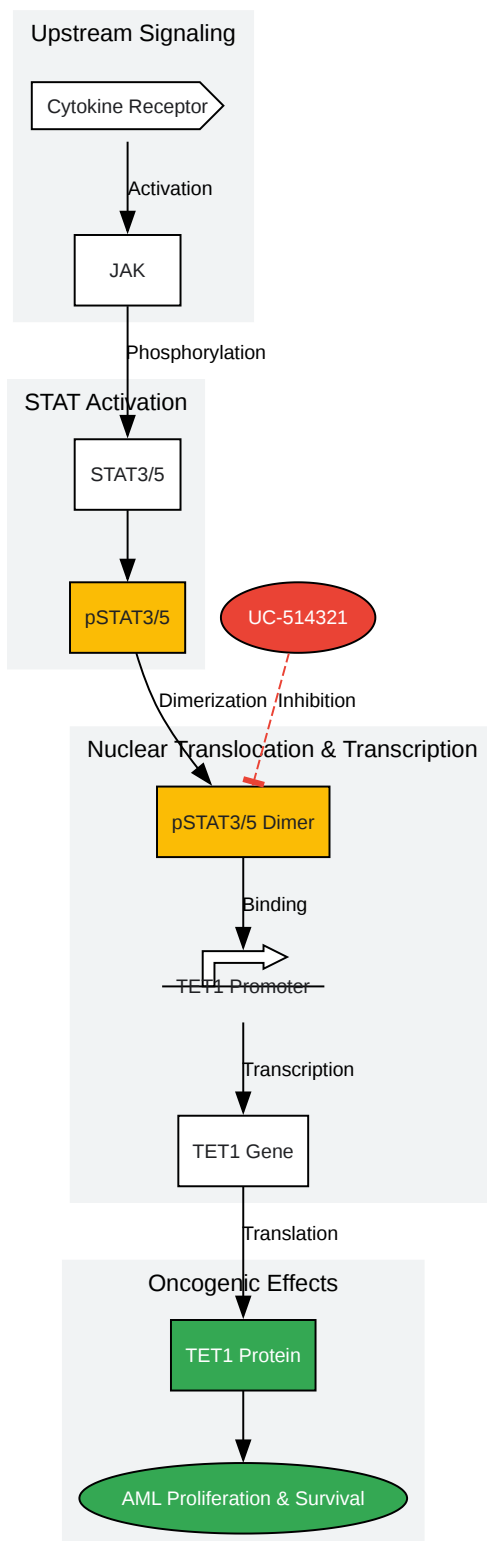 Upstream Signaling
Cytokine Receptor
Activation
JAK
Phosphorylation
STAT Activation
STAT3/5
pSTAT3/5
UC-514321
Dimerization
Inhibition
Nuclear Translocation & Transcription
pSTAT3/5 Dimer
Binding
TET1 Promoter
Transcription
TET1 Gene
Translation
Oncogenic Effects
TET1 Protein
AML Proliferation & Survival